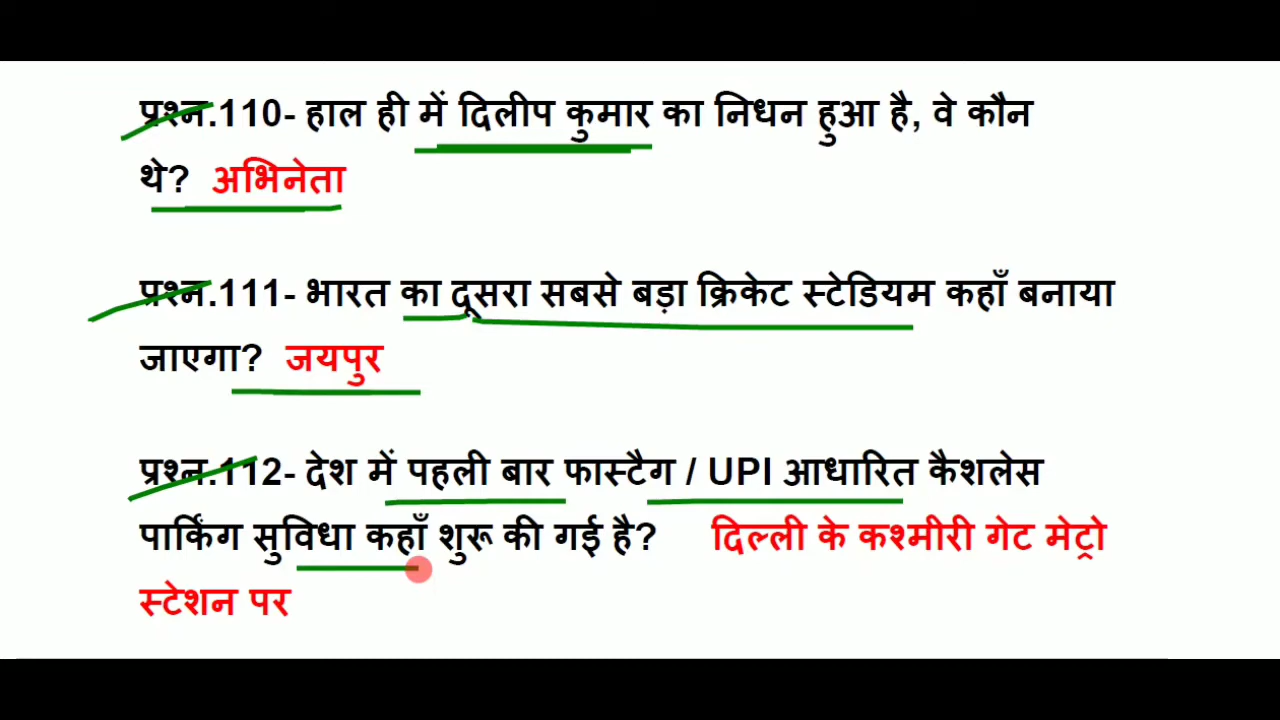 प्रश्न.110- हाल ही में दिलीप कुमार का निधन हुआ है, वे कौन
थे? अभिनेता
प्रश्न.111- भारत का दूसरा सबसे बड़ा क्रिकेट स्टेडियम कहाँ बनाया
जाएगा? जयपुर
प्रश्न.112- देश में पहली बार फास्टैग / UPI आधारित कैशलेस
पार्किंग सुविधा कहाँ शुरू की गई है? दिल्ली के कश्मीरी गेट मेट्रो
स्टेशन पर